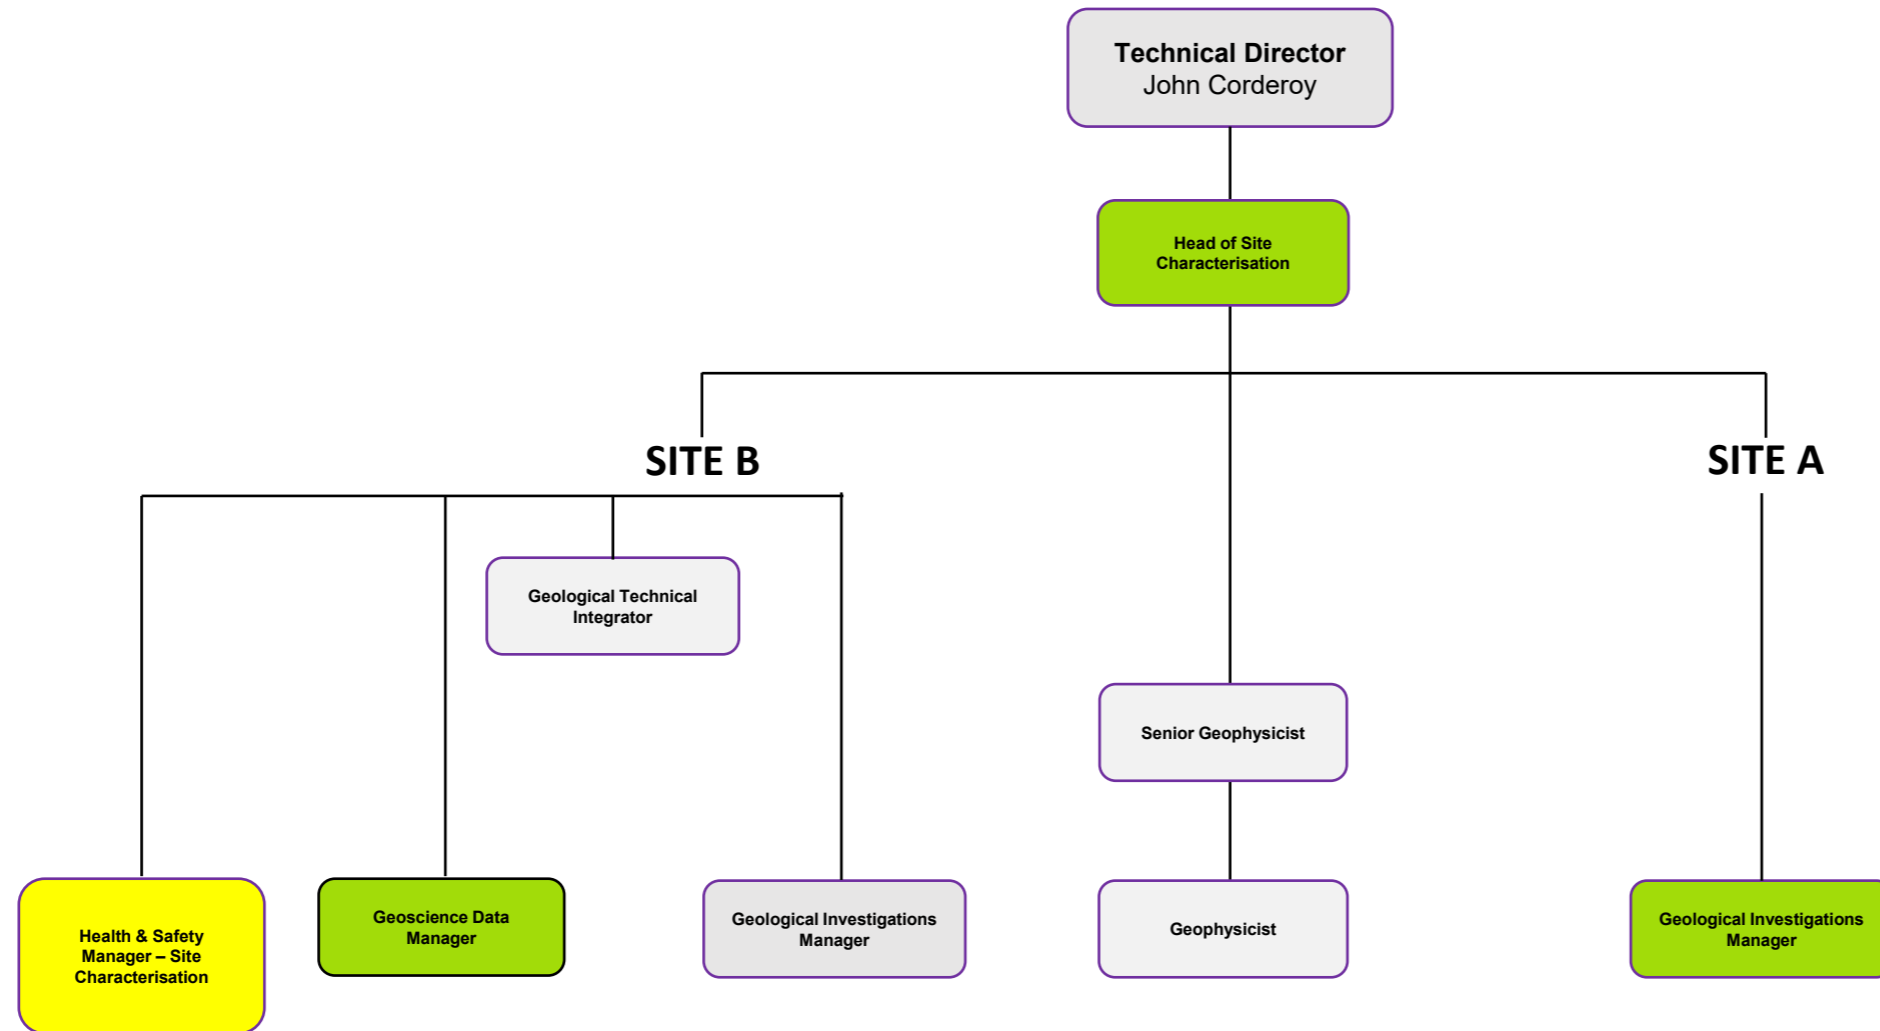 Technical Director
John Corderoy
Head of Site
Characterisation
SITE B
SITE A
Geological Technical
Integrator
Senior Geophysicist
Health & Safety
Manager – Site
Characterisation
Geoscience Data
Manager
Geological Investigations
Manager
Geophysicist
Geological Investigations
Manager